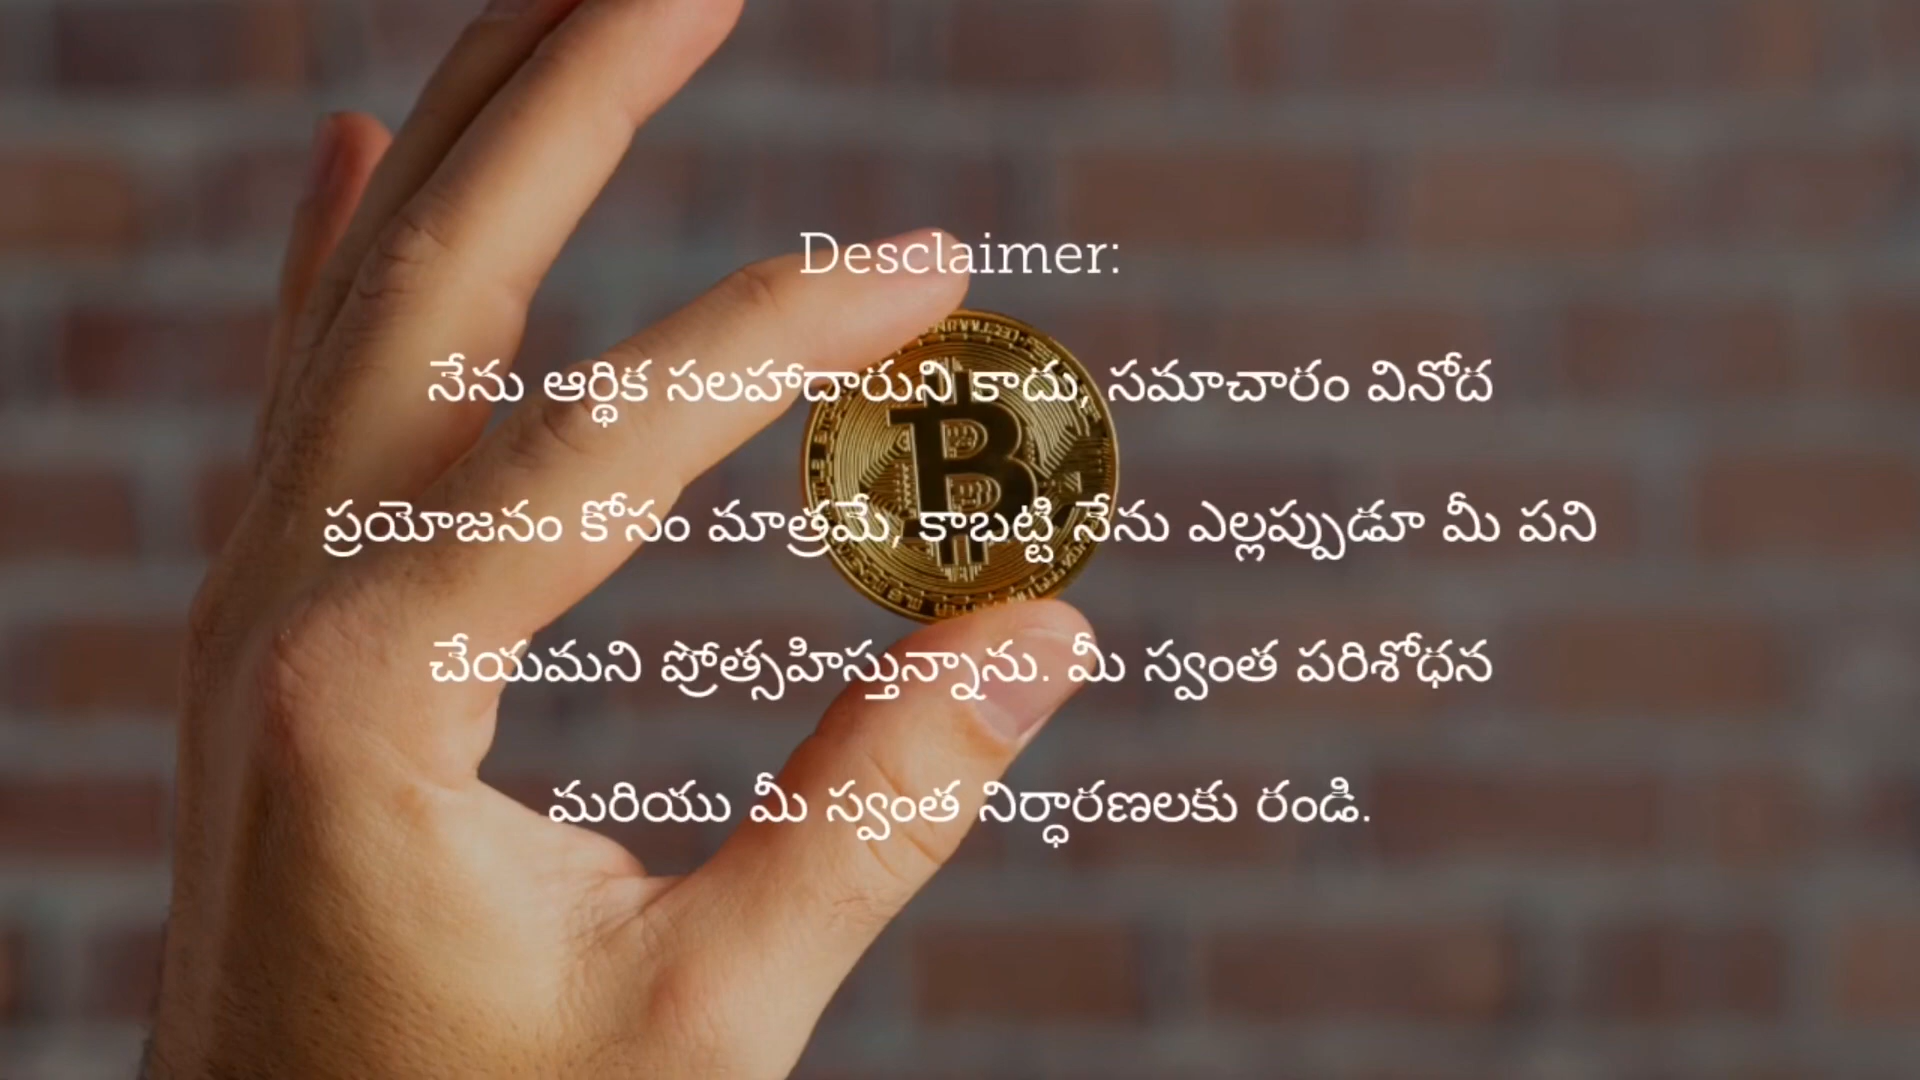 Desclaimer:
నేను ఆర్థిక సలహాదారుని కాదు, సమాచారం వినోద
ప్రయోజనం కోసం మాత్రమే, కాబట్టి నేను ఎల్లప్పుడూ మీ పని
చేయమని ప్రోత్సహిస్తున్నాను. మీ స్వంత పరిశోధన
మరియు మీ స్వంత నిర్ధారణలకు రండి.